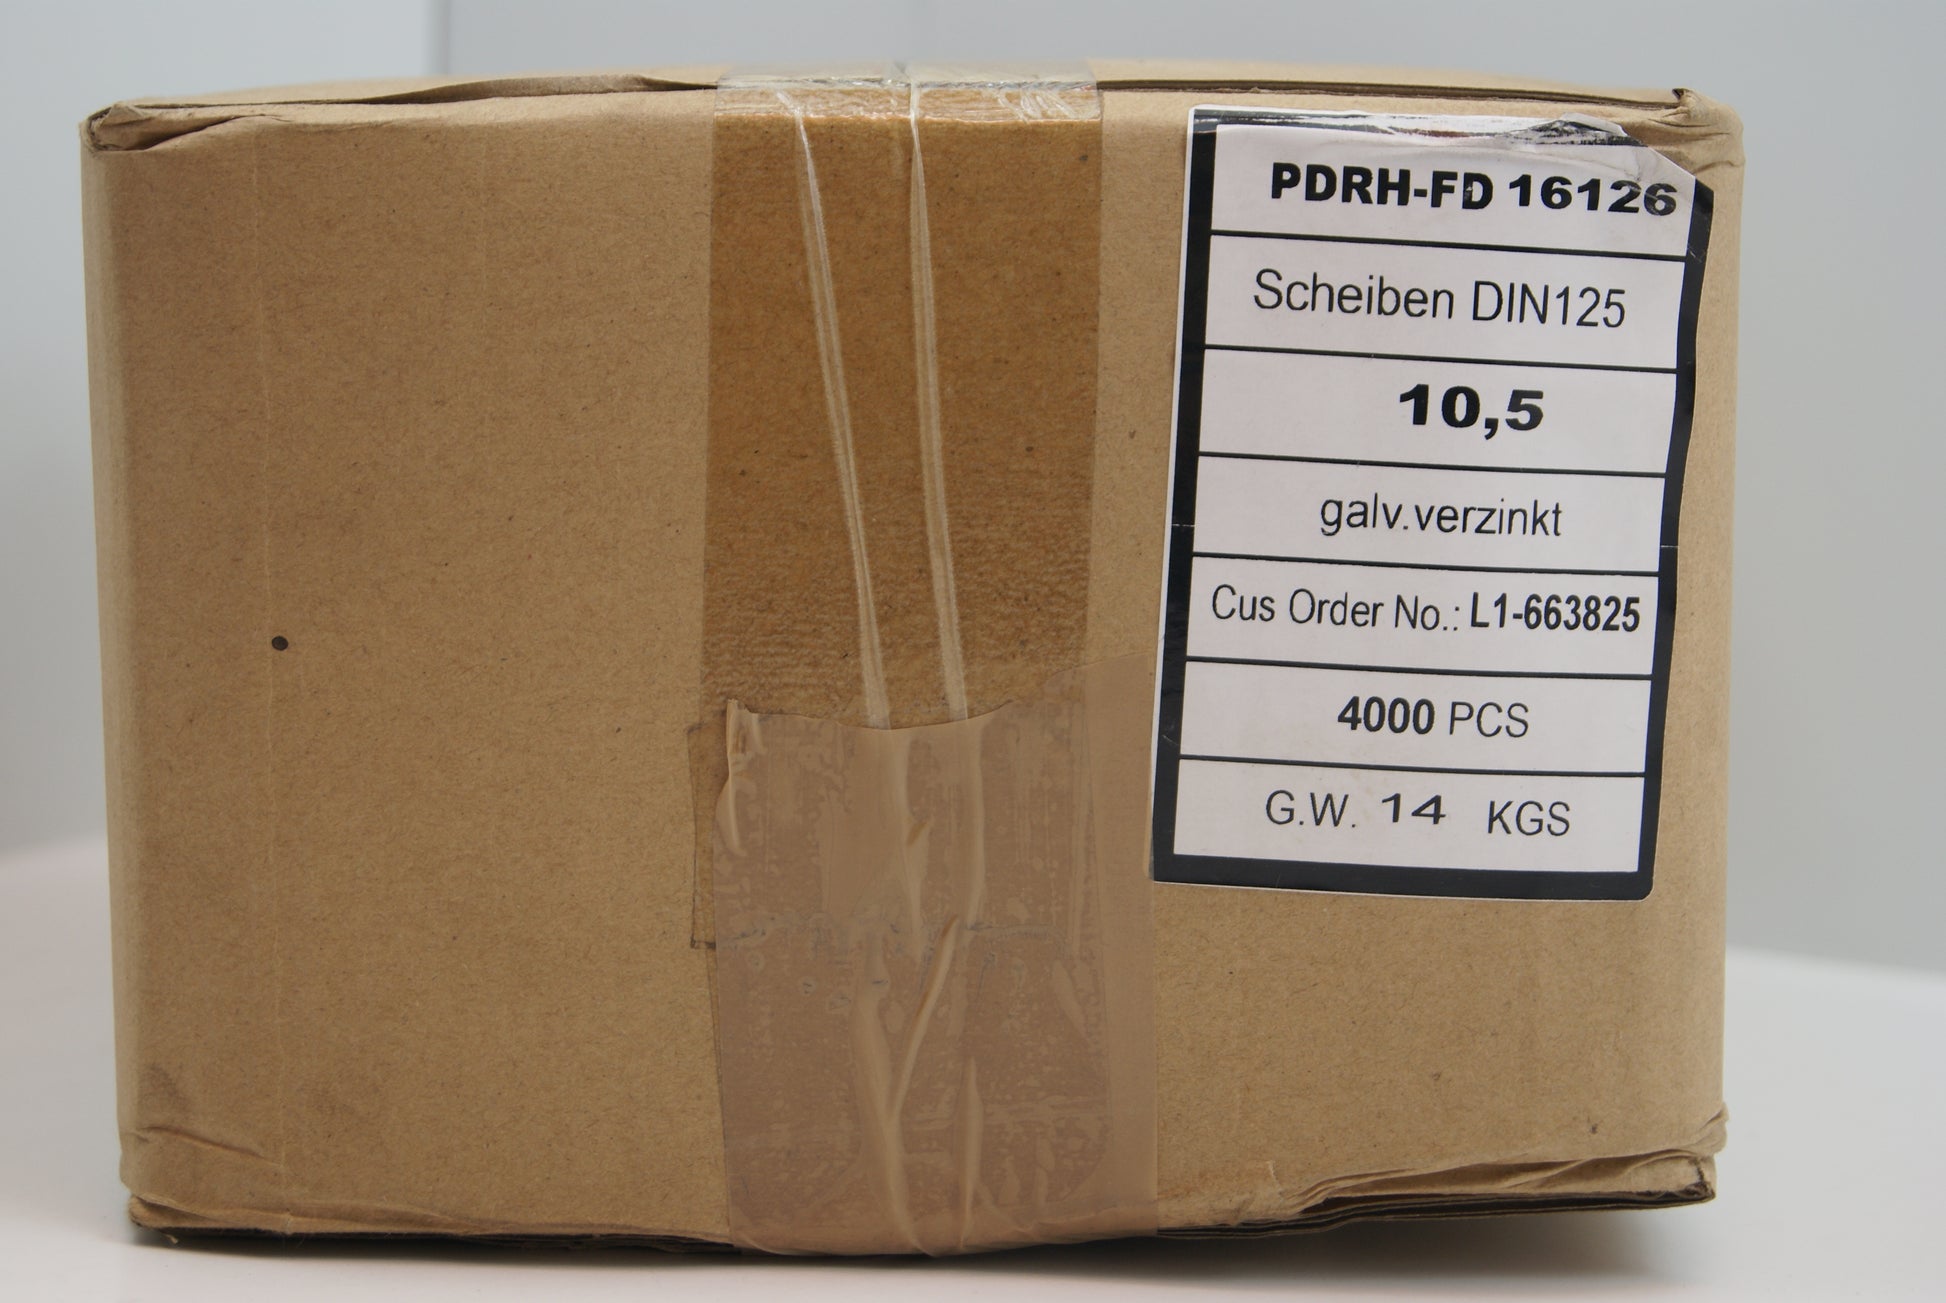 PDRH-FD 16126
Scheiben DIN125
10,5
galv.verzinkt
Cus Order No.: L1-663825
4000 PCS
G.W. 14 KGS